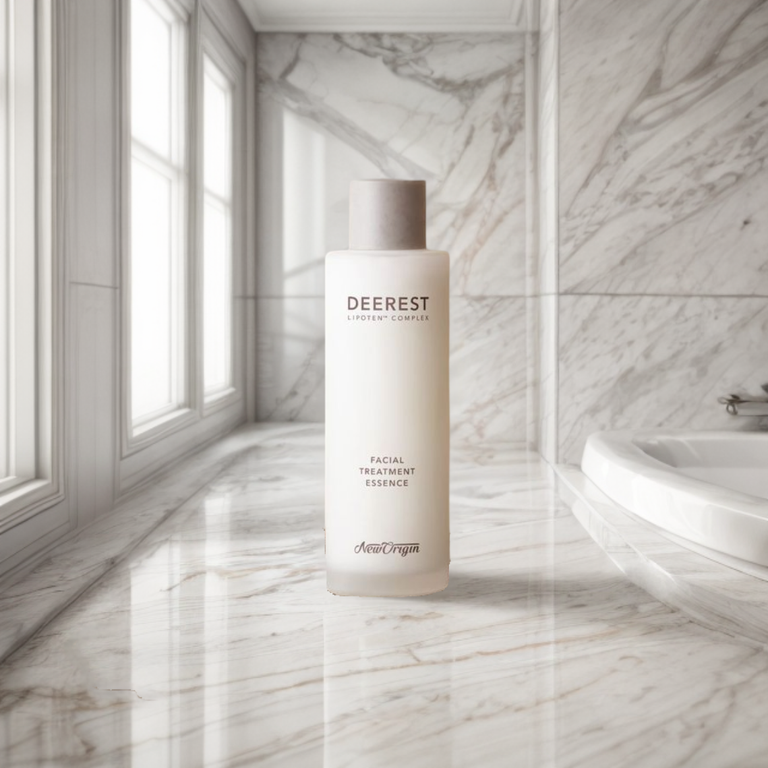 DEEREST
LIPOTEN™ COMPLEX
FACIAL
TREATMENT
ESSENCE
NewOrigin